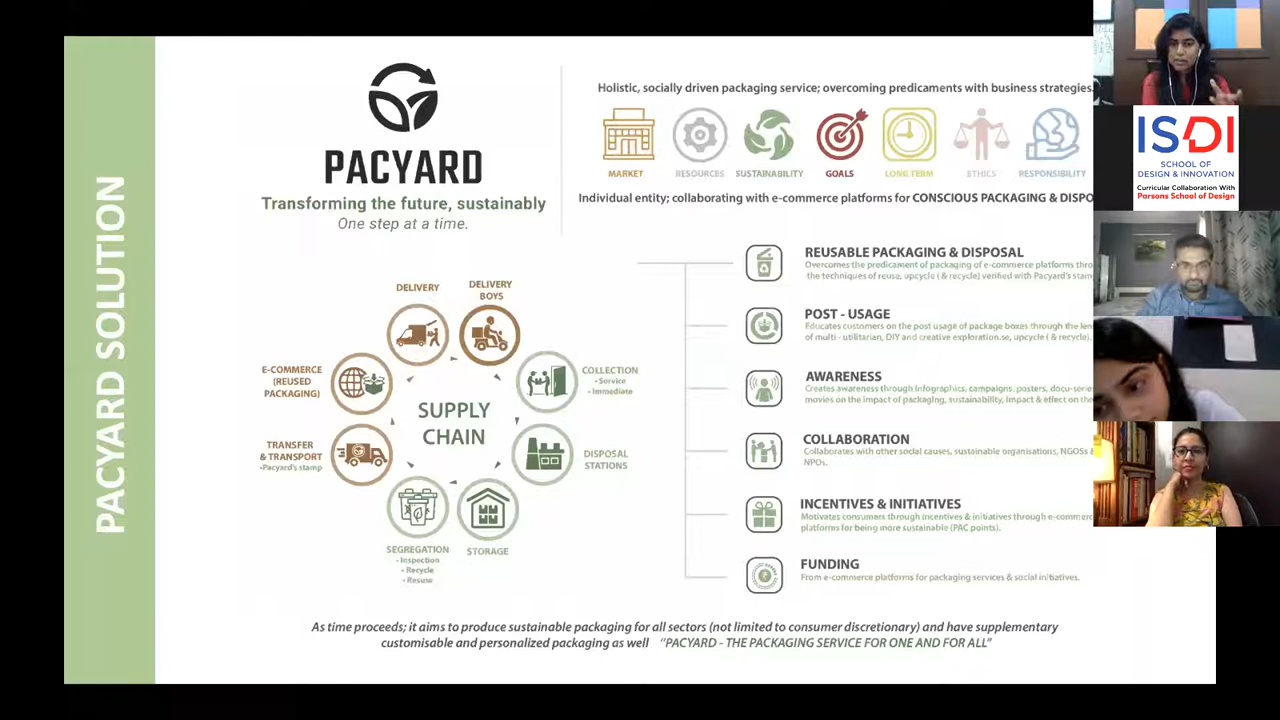 PACYARD SOLUTION
PACYARD
Transforming the future, sustainably
One step at a time.
Holistic, socially driven packaging service; overcoming predicaments with business strategies.
MARKET
RESOURCES
SUSTAINABILITY
GOALS
LONG TERM
ETHICS
RESPONSIBILITY
Individual entity; collaborating with e-commerce platforms for CONSCIOUS PACKAGING & DISPO
SUPPLY
CHAIN
DELIVERY
DELIVERY
BOYS
COLLECTION
• Service
• Immediate
DISPOSAL
STATIONS
STORAGE
SEGREGATION
• Inspection
• Recycle
• Resuse
TRANSFER
& TRANSPORT
•Pacyard's stamp
E-COMMERCE
(REUSED
PACKAGING)
REUSABLE PACKAGING & DISPOSAL
Overcomes the predicament of packaging of e-commerce platforms thro
the techniques of reuse, upcycle ( & recycle) verified with Pacyard's stam
POST - USAGE
Educates customers on the post usage of package boxes through the len
of multi - utilitarian, DIY and creative exploration.se, upcycle ( & recycle).
AWARENESS
Creates awareness through infographics, campaigns, posters, docu-serie
movies on the impact of packaging, sustainability, impact & effect on the
COLLABORATION
Collaborates with other social causes, sustainable organisations, NGOSs &
NPOs.
INCENTIVES & INITIATIVES
Motivates consumers through incentives & initiatives through e-commerc
platforms for being more sustainable (PAC points).
FUNDING
From e-commerce platforms for packaging services & social initiatives.
As time proceeds; it aims to produce sustainable packaging for all sectors (not limited to consumer discretionary) and have supplementary
customisable and personalized packaging as well "PACYARD - THE PACKAGING SERVICE FOR ONE AND FOR ALL"
ISDI
SCHOOL OF
DESIGN & INNOVATION
Curricular Collaboration With
Parsons School of Design